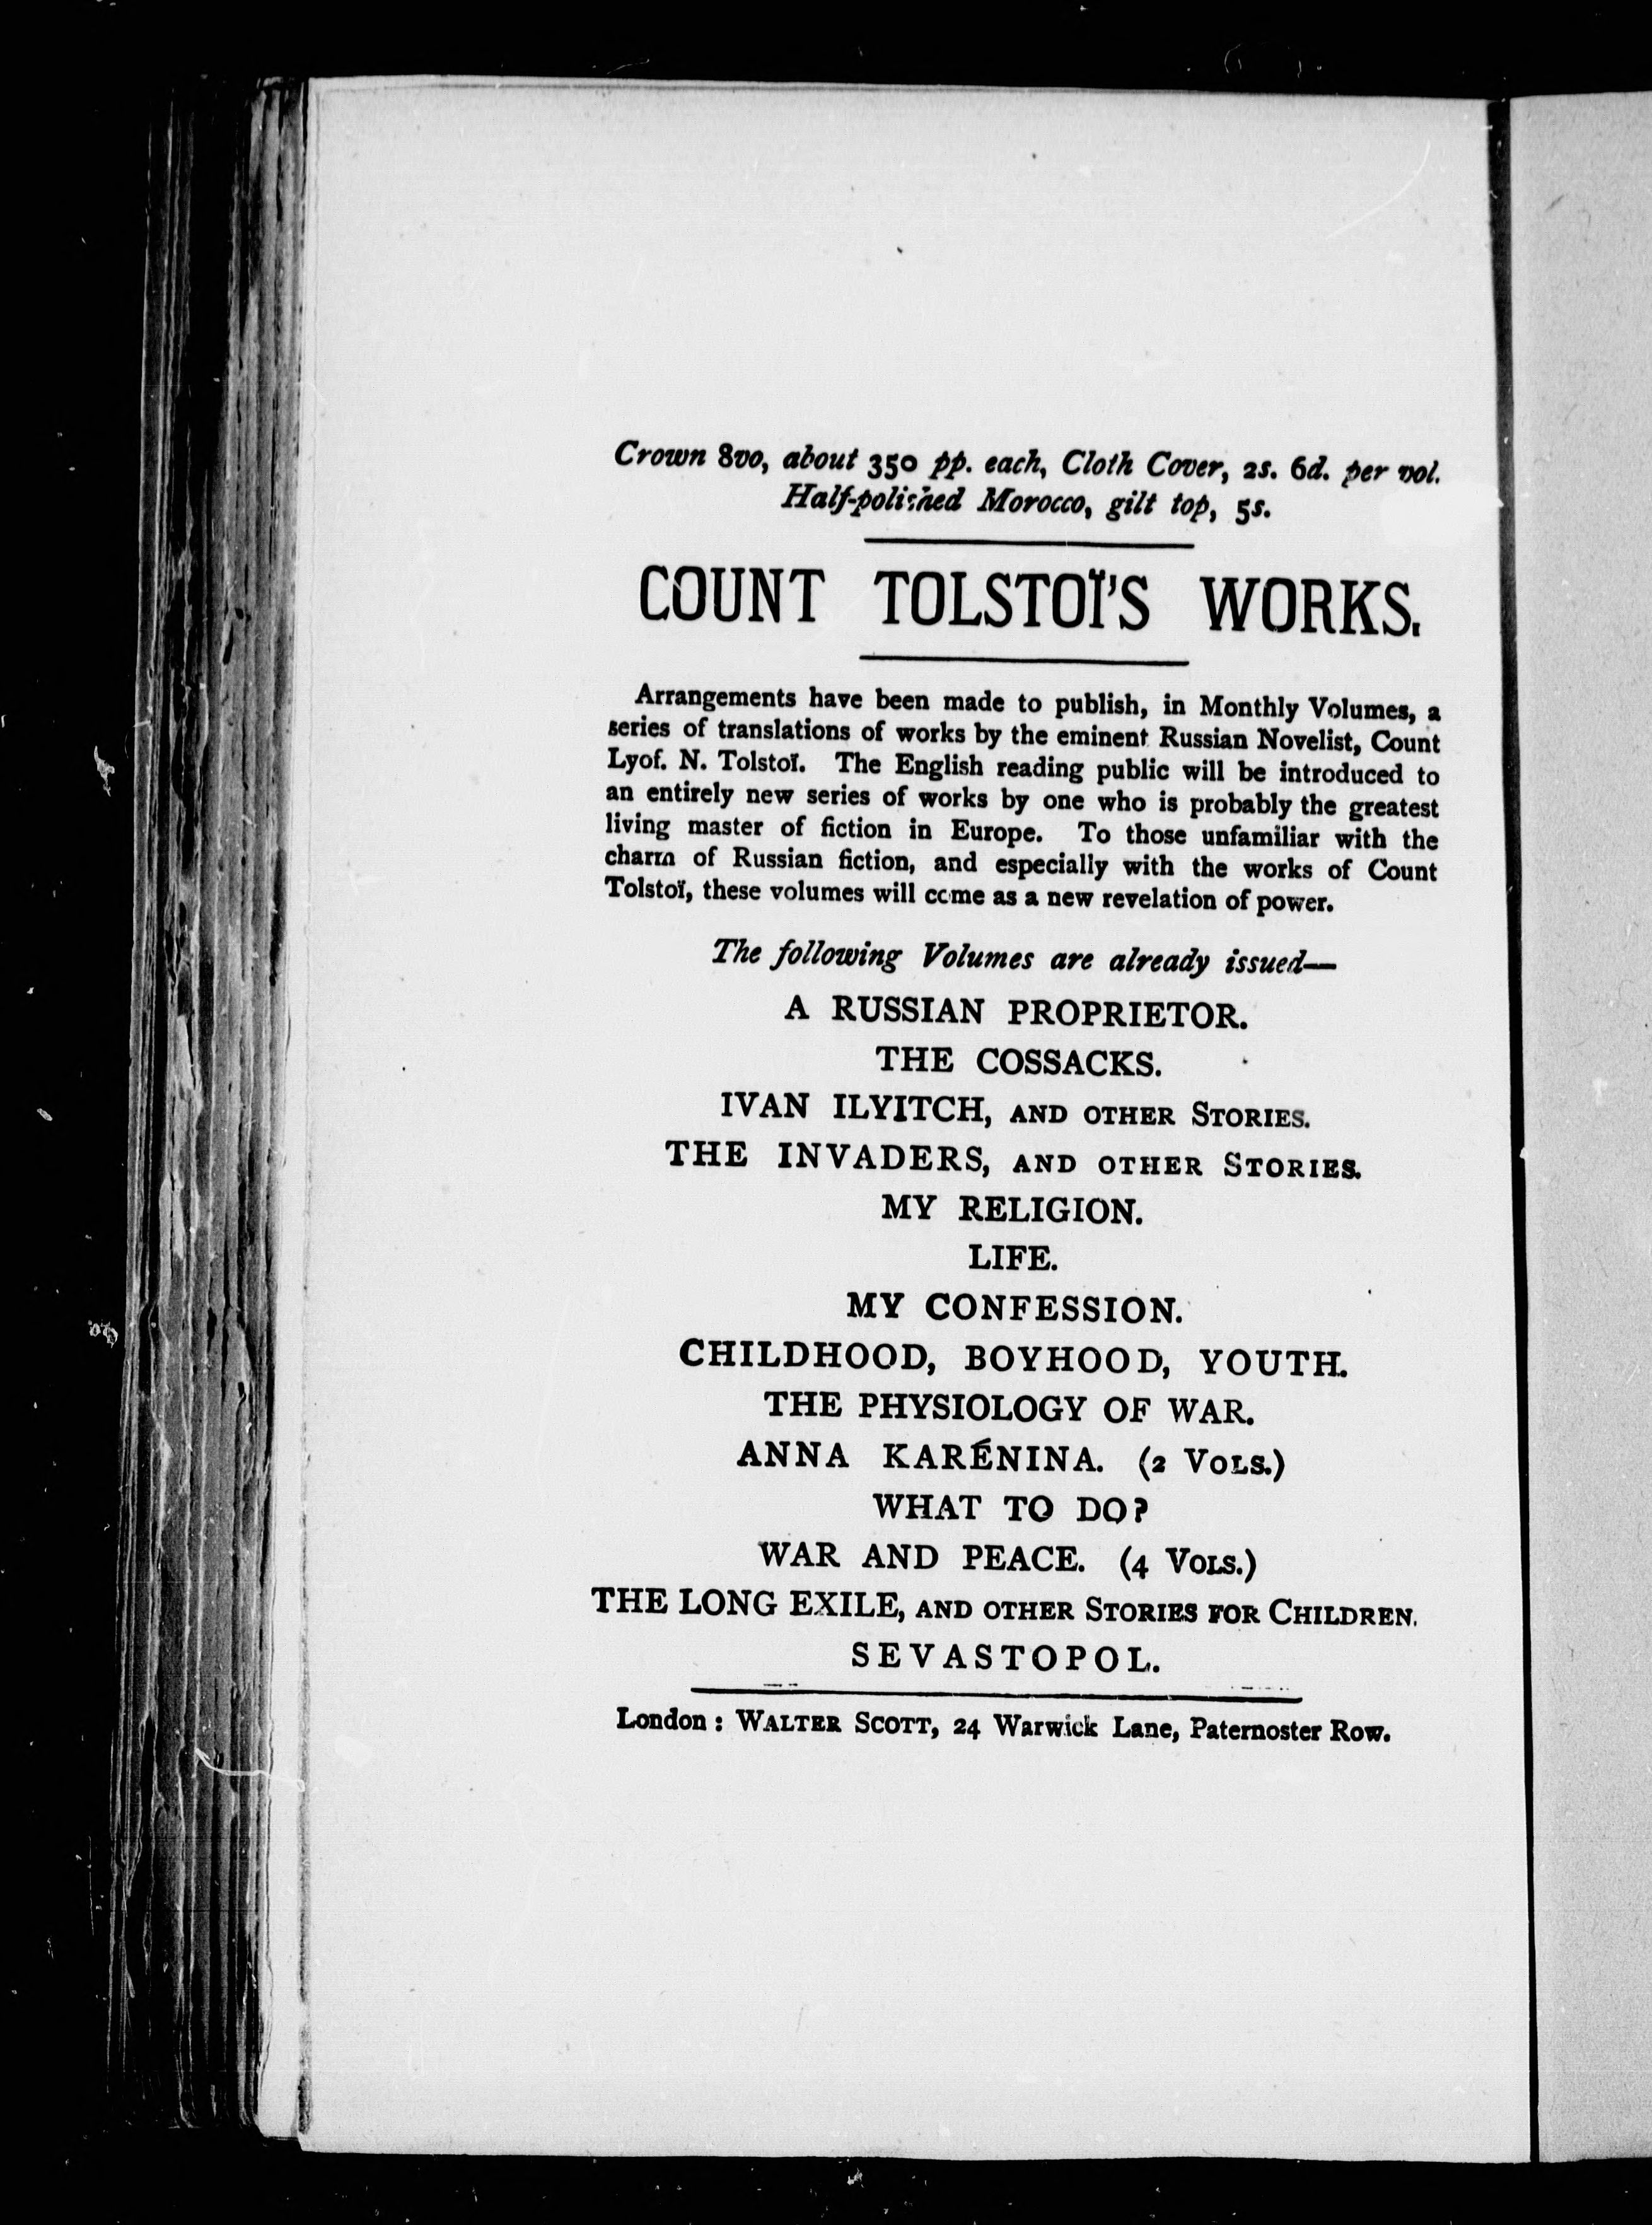 Crown 8vo, about 350 pp. each, Cloth Cover, 2s. 6d. per vol.
Half-polished Morocco, gilt top, 5s.
COUNT TOLSTOÏ'S WORKS.
Arrangements have been made to publish, in Monthly Volumes, a
series of translations of works by the eminent Russian Novelist, Count
Lyof. N. Tolstoï. The English reading public will be introduced to
an entirely new series of works by one who is probably the greatest
living master of fiction in Europe. To those unfamiliar with the
charm of Russian fiction, and especially with the works of Count
Tolstoï, these volumes will come as a new revelation of power.
The following Volumes are already issued—
A RUSSIAN PROPRIETOR.
THE COSSACKS.
IVAN ILYITCH, AND OTHER STORIES.
THE INVADERS, AND OTHER STORIES.
MY RELIGION.
LIFE.
MY CONFESSION.
CHILDHOOD, BOYHOOD, YOUTH.
THE PHYSIOLOGY OF WAR.
ANNA KARÉNINA. (2 VOLS.)
WHAT TO DO?
WAR AND PEACE. (4 VOLS.)
THE LONG EXILE, AND OTHER STORIES FOR CHILDREN.
SEVASTOPOL.
London: WALTER SCOTT, 24 Warwick Lane, Paternoster Row.